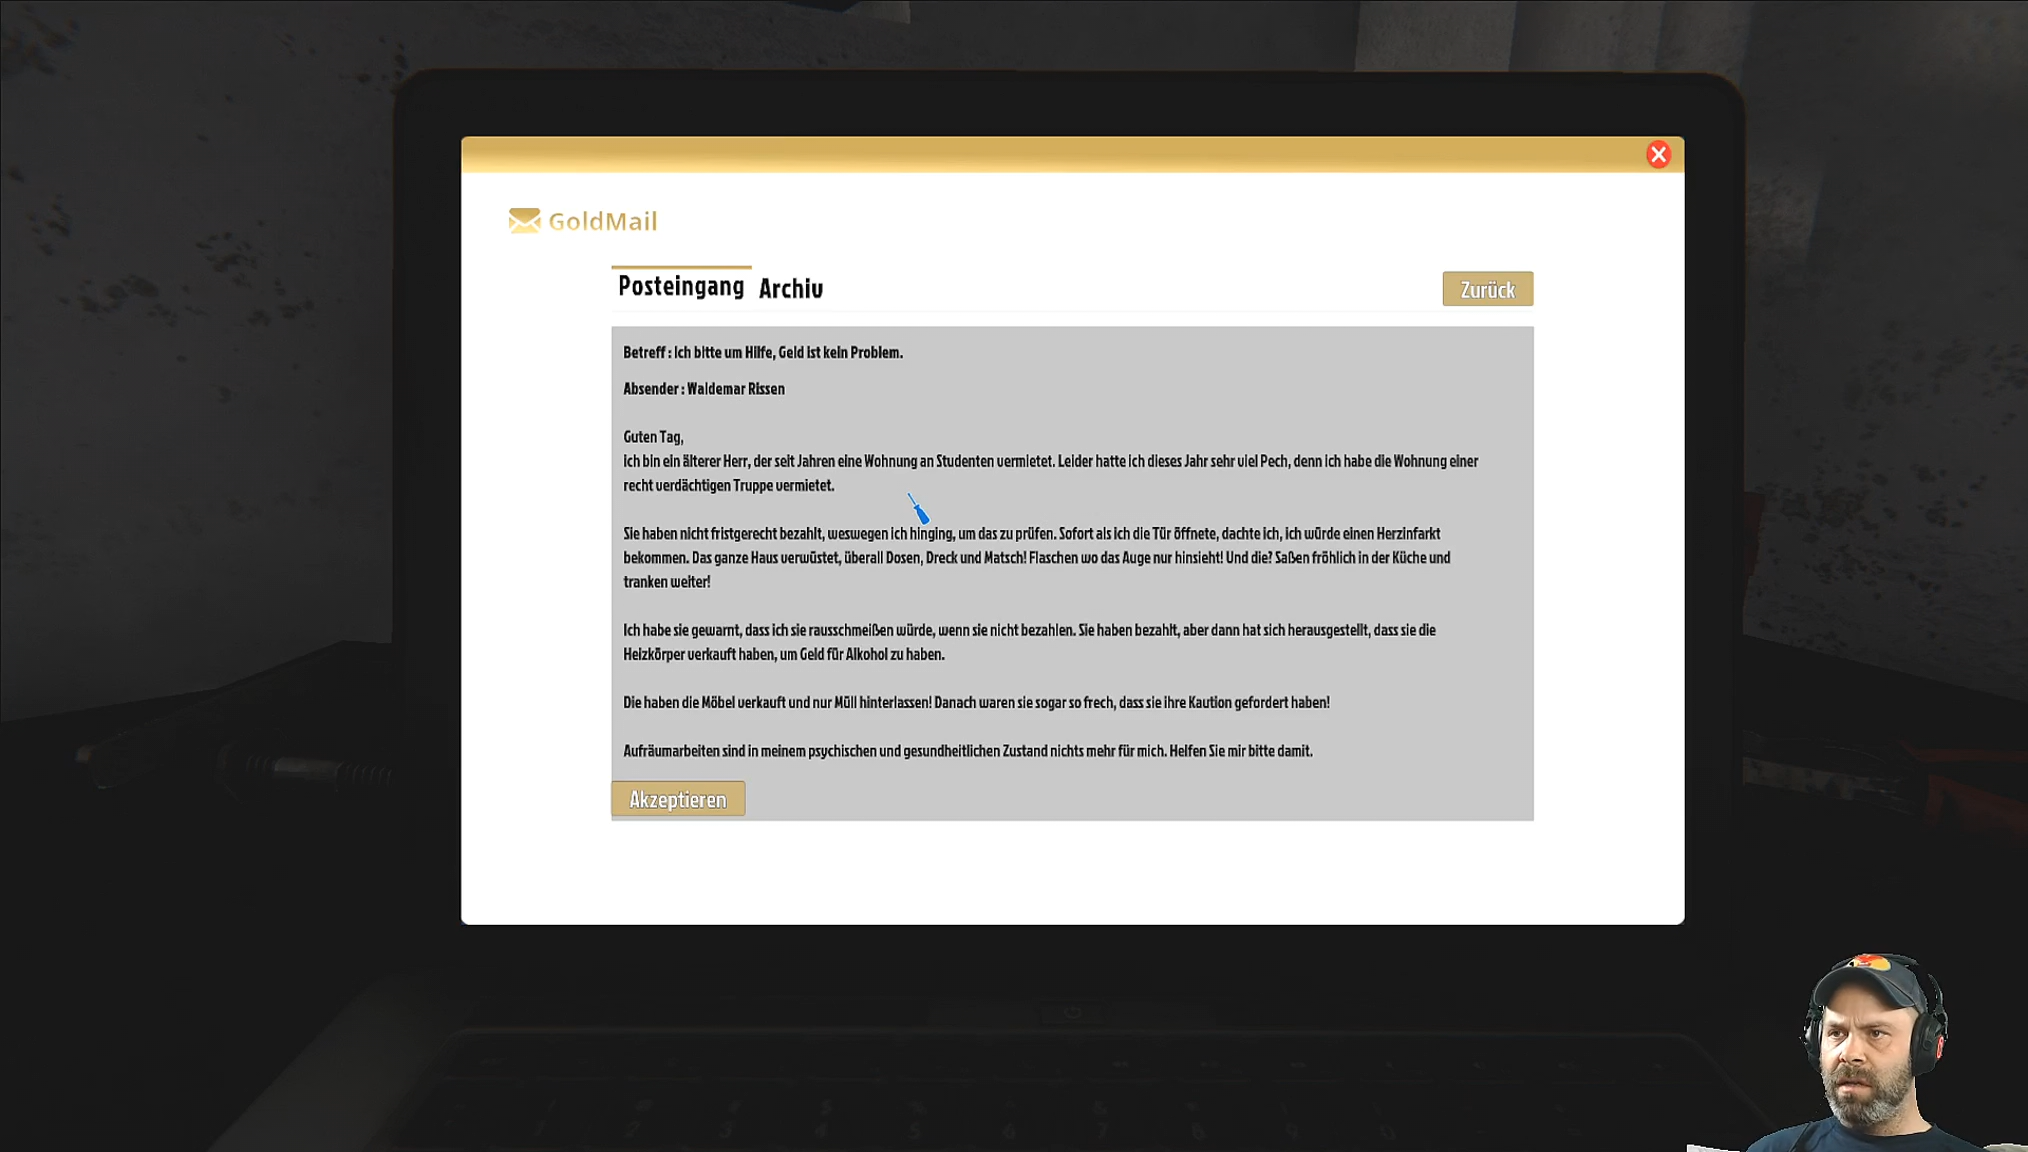 GoldMail
Posteingang Archiv
Zurück
Betreff : Ich bitte um Hilfe, Geld ist kein Problem.
Absender : Waldemar Rissen
Guten Tag,
ich bin ein älterer Herr, der seit Jahren eine Wohnung an Studenten vermietet. Leider hatte ich dieses Jahr sehr viel Pech, denn ich habe die Wohnung einer
recht verdächtigen Truppe vermietet.
Sie haben nicht fristgerecht bezahlt, weswegen ich hinging, um das zu prüfen. Sofort als ich die Tür öffnete, dachte ich, ich würde einen Herzinfarkt
bekommen. Das ganze Haus verwüstet, überall Dosen, Dreck und Matsch! Flaschen wo das Auge nur hinsieht! Und die? Saßen fröhlich in der Küche und
tranken weiter!
Ich habe sie gewarnt, dass ich sie rausschmeißen würde, wenn sie nicht bezahlen. Sie haben bezahlt, aber dann hat sich herausgestellt, dass sie die
Heizkörper verkauft haben, um Geld für Alkohol zu haben.
Die haben die Möbel verkauft und nur Müll hinterlassen! Danach waren sie sogar so frech, dass sie ihre Kaution gefordert haben!
Aufräumarbeiten sind in meinem psychischen und gesundheitlichen Zustand nichts mehr für mich. Helfen Sie mir bitte damit.
Akzeptieren